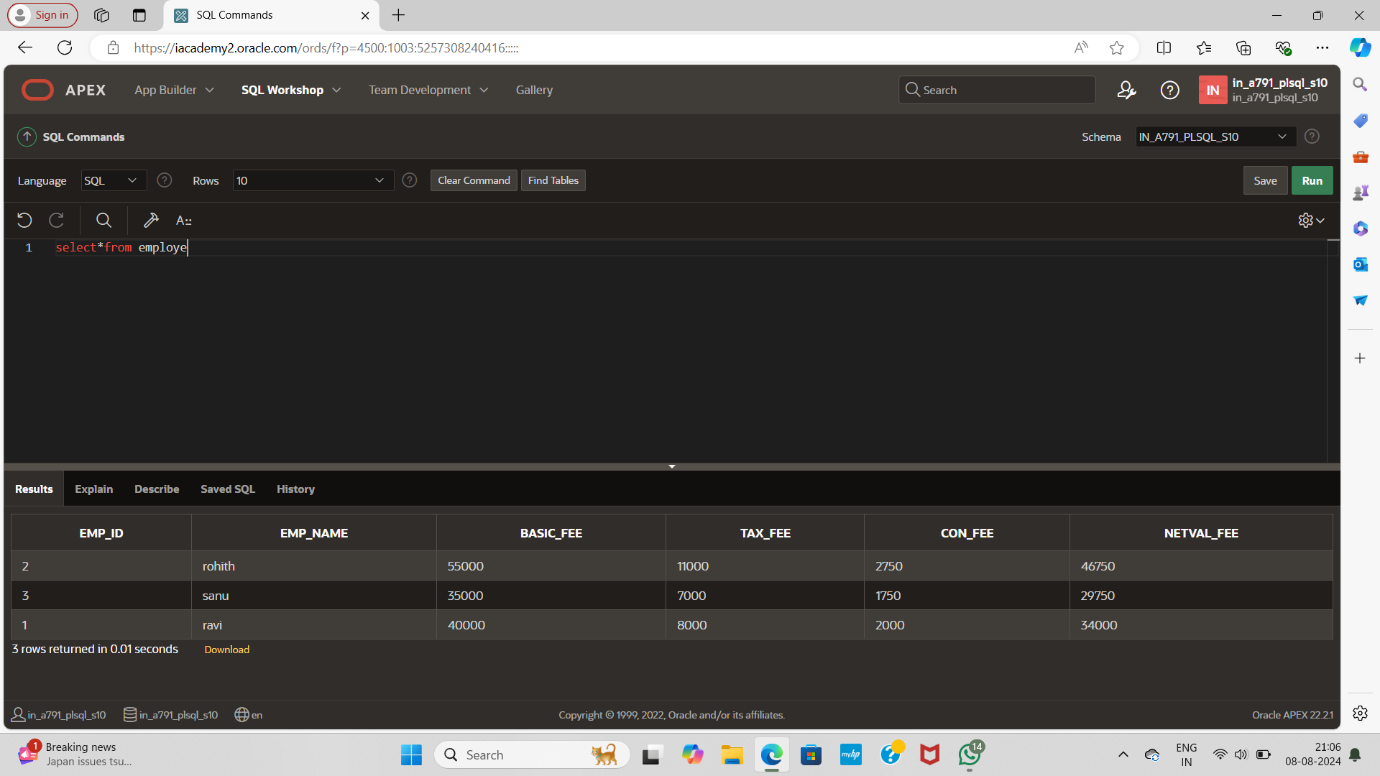 Sign in
SQL Commands
https://iacademy2.oracle.com/ords/f?p=4500:1003:5257308240416:::::
APEX App Builder SQL Workshop Team Development Gallery Search IN in_a791_plsql_s10
in_a791_plsql_s10
SQL Commands Schema IN_A791_PLSQL_S10
Language SQL Rows 10 Clear Command Find Tables Save Run
A::
1 select*from employe
Results Explain Describe Saved SQL History
EMP_ID EMP_NAME BASIC_FEE TAX_FEE CON_FEE NETVAL_FEE
2 rohith 55000 11000 2750 46750
3 sanu 35000 7000 1750 29750
1 ravi 40000 8000 2000 34000
3 rows returned in 0.01 seconds Download
in_a791_plsql_s10 in_a791_plsql_s10 en Copyright © 1999, 2022, Oracle and/or its affiliates. Oracle APEX 22.2.1
1 Breaking news
Japan issues tsu...
Search
myhp
14
ENG
IN
21:06
08-08-2024